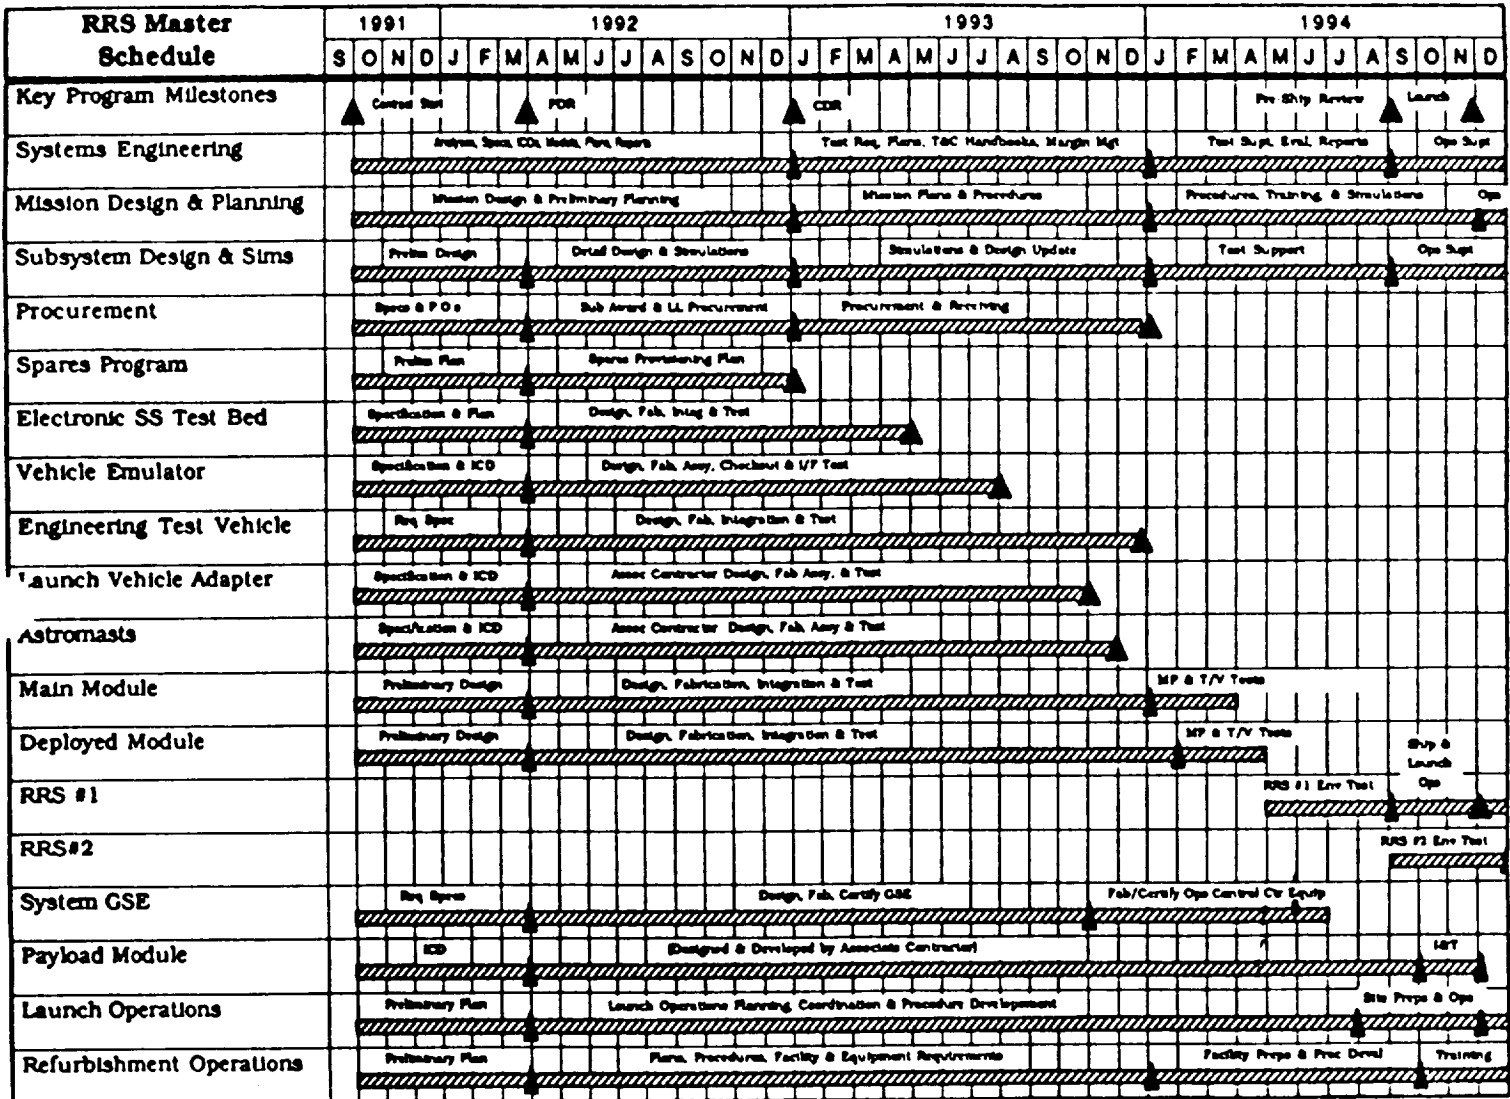 RRS Master
Schedule
1991 1992 1993 1994
S O N D J F M A M J J A S O N D J F M A M J J A S O N D J F M A M J J A S O N D
Key Program Milestones
Contract Start PDR CDR Pre-Ship Review Launch
Systems Engineering
Analyses, Specs, ICDs, Models, Plans, Reports Test Req, Plans, T&C Handbooks, Margin Mgt Test Supt, Eval, Reports Ops Supt
Mission Design & Planning
Mission Design & Preliminary Planning Mission Plans & Procedures Procedures, Training, & Simulations Ops
Subsystem Design & Sims
Prelim Design Detail Design & Simulations Simulations & Design Update Test Support Ops Supt
Procurement
Specs & P O s Sub Award & LL Procurement Procurement & Receiving
Spares Program
Prelim Plan Spares Provisioning Plan
Electronic SS Test Bed
Specification & Plan Design, Fab, Integ & Test
Vehicle Emulator
Specification & ICD Design, Fab, Assy, Checkout & I/F Test
Engineering Test Vehicle
Req Spec Design, Fab, Integration & Test
Launch Vehicle Adapter
Specification & ICD Assoc Contractor Design, Fab Assy, & Test
Astromasts
Specification & ICD Assoc Contractor Design, Fab, Assy & Test
Main Module
Preliminary Design Design, Fabrication, Integration & Test MP & T/V Tests
Deployed Module
Preliminary Design Design, Fabrication, Integration & Test MP & T/V Tests
Ship &
Launch
Ops
RRS #1
RRS #1 Env Test
RRS#2
RRS #2 Env Test
System GSE
Req Specs Design, Fab, Certify GSE Fab/Certify Ops Control Ctr Equip
Payload Module
ICD (Designed & Developed by Associate Contractor)
Launch Operations
Preliminary Plan Launch Operations Planning, Coordination & Procedure Developement Site Preps & Ops
Refurbishment Operations
Preliminary Plan Plans, Procedures, Facility & Equipment Requirements Facility Preps & Proc Devel Training